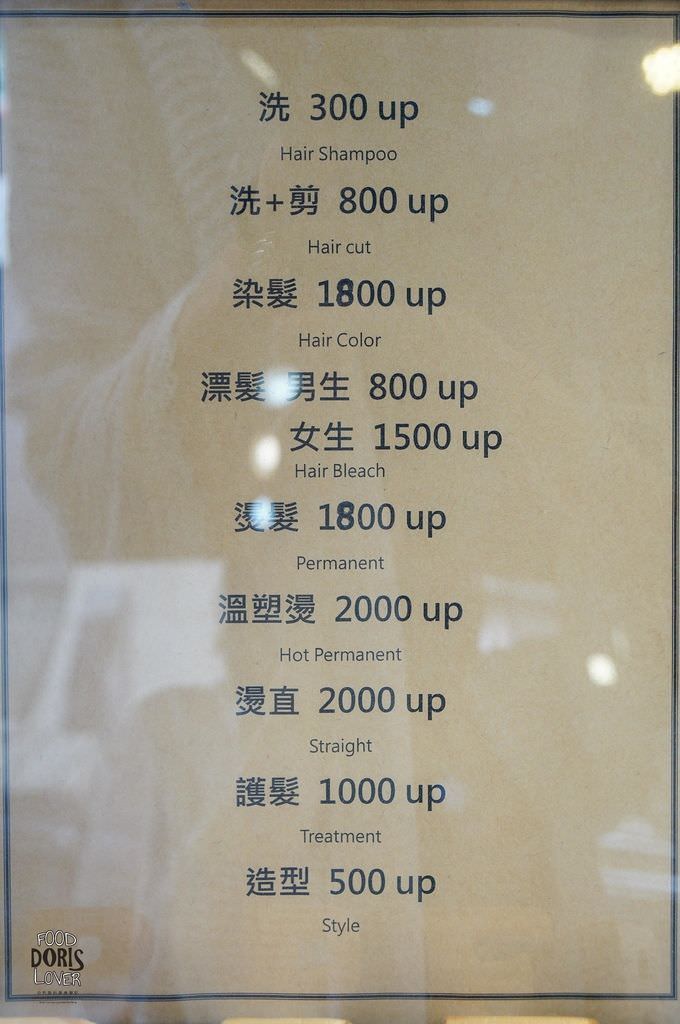 洗 300 up
Hair Shampoo
洗+剪 800 up
Hair cut
染髮 1800 up
Hair Color
漂髮 男生 800 up
女生 1500 up
Hair Bleach
燙髮 1800 up
Permanent
溫塑燙 2000 up
Hot Permanent
燙直 2000 up
Straight
護髮 1000 up
Treatment
造型 500 up
Style
FOOD
DORIS
LOVER